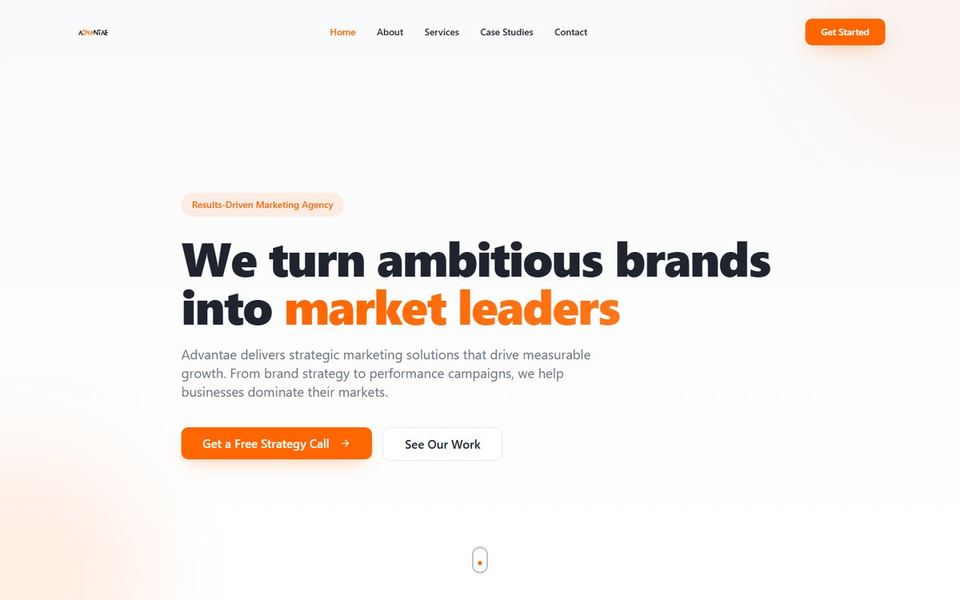 ADVANTAE
Home
About
Services
Case Studies
Contact
Get Started
Results-Driven Marketing Agency
We turn ambitious brands
into market leaders
Advantae delivers strategic marketing solutions that drive measurable
growth. From brand strategy to performance campaigns, we help
businesses dominate their markets.
Get a Free Strategy Call →
See Our Work